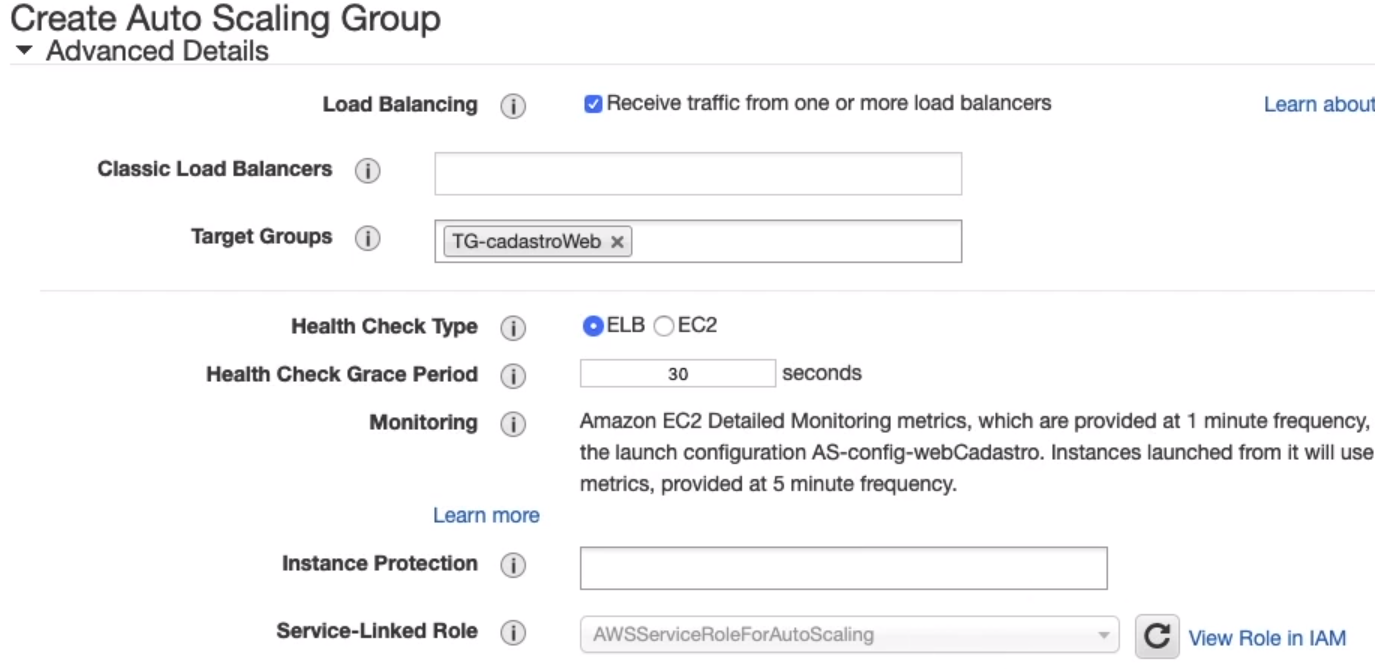 Create Auto Scaling Group
Advanced Details
Load Balancing Receive traffic from one or more load balancers Learn about
Classic Load Balancers
Target Groups TG-cadastroWeb
Health Check Type ELB EC2
Health Check Grace Period 30 seconds
Monitoring Amazon EC2 Detailed Monitoring metrics, which are provided at 1 minute frequency,
the launch configuration AS-config-webCadastro. Instances launched from it will use
metrics, provided at 5 minute frequency.
Learn more
Instance Protection
Service-Linked Role AWSServiceRoleForAutoScaling View Role in IAM